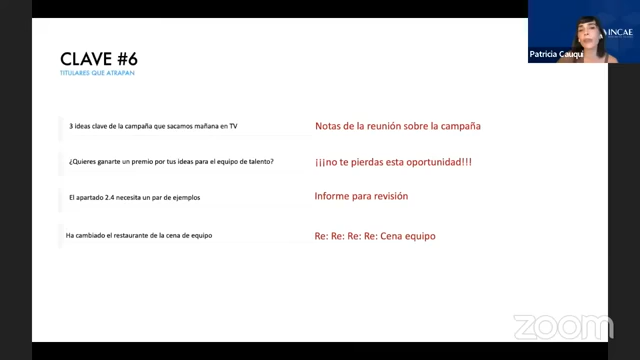 CLAVE #6
TITULARES QUE ATRAPAN
3 ideas clave de la campaña que sacamos mañana en TV
Notas de la reunión sobre la campaña
¿Quieres ganarte un premio por tus ideas para el equipo de talento?
¡¡¡no te pierdas esta oportunidad!!!
El apartado 2.4 necesita un par de ejemplos
Informe para revisión
Ha cambiado el restaurante de la cena de equipo
Re: Re: Re: Re: Cena equipo
INCAE
Patricia Cauqui
zoom